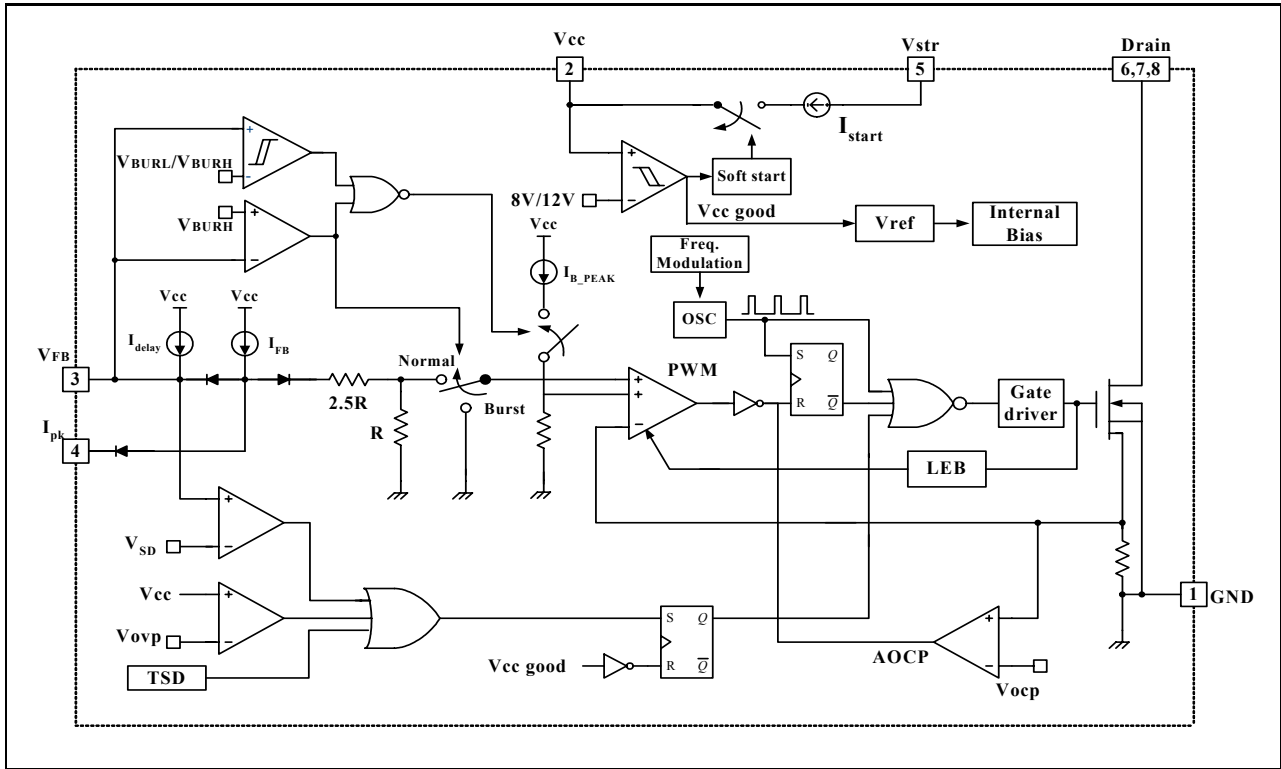 Vcc
Vstr
Drain
2
5
6,7,8
Istart
+
VBURL/VBURH
-
+
Soft start
8V/12V
−
Vcc good
VBURH
+
−
Vref
Internal
Bias
Vcc
Freq.
Modulation
IB_PEAK
OSC
Vcc
Vcc
Idelay
IFB
VFB
3
Normal
2.5R
Burst
R
PWM
+
+
−
S
Q
R
Q
Gate
driver
LEB
Ipk
4
+
VSD
−
Vcc
+
Vovp
−
TSD
S
Q
R
Q
Vcc good
AOCP
+
−
Vocp
1
GND